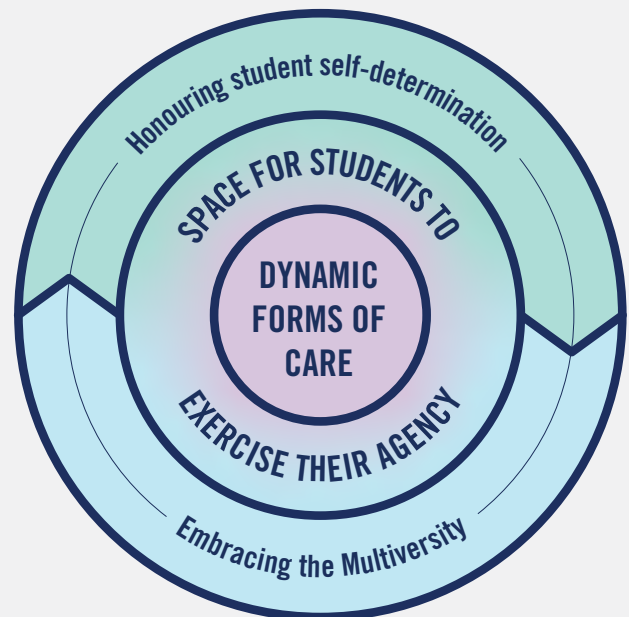 Honouring student self-determination
SPACE FOR STUDENTS TO
DYNAMIC
FORMS OF
CARE
EXERCISE THEIR AGENCY
Embracing the Multiversity